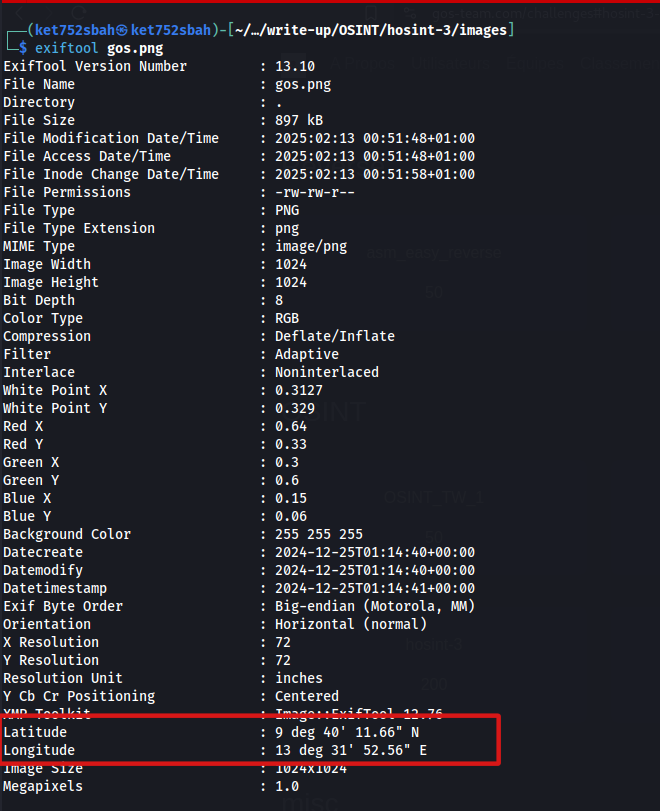 (ket752sbah㉿ket752sbah)-[~/…/write-up/OSINT/hosint-3/images]
$ exiftool gos.png
ExifTool Version Number : 13.10
File Name : gos.png
Directory : .
File Size : 897 kB
File Modification Date/Time : 2025:02:13 00:51:48+01:00
File Access Date/Time : 2025:02:13 00:51:48+01:00
File Inode Change Date/Time : 2025:02:13 00:51:58+01:00
File Permissions : -rw-rw-r--
File Type : PNG
File Type Extension : png
MIME Type : image/png
Image Width : 1024
Image Height : 1024
Bit Depth : 8
Color Type : RGB
Compression : Deflate/Inflate
Filter : Adaptive
Interlace : Noninterlaced
White Point X : 0.3127
White Point Y : 0.329
Red X : 0.64
Red Y : 0.33
Green X : 0.3
Green Y : 0.6
Blue X : 0.15
Blue Y : 0.06
Background Color : 255 255 255
Datecreate : 2024-12-25T01:14:40+00:00
Datemodify : 2024-12-25T01:14:40+00:00
Datetimestamp : 2024-12-25T01:14:41+00:00
Exif Byte Order : Big-endian (Motorola, MM)
Orientation : Horizontal (normal)
X Resolution : 72
Y Resolution : 72
Resolution Unit : inches
Y Cb Cr Positioning : Centered
XMP Toolkit : Image::ExifTool 12.76
Latitude : 9 deg 40' 11.66" N
Longitude : 13 deg 31' 52.56" E
Image Size : 1024x1024
Megapixels : 1.0